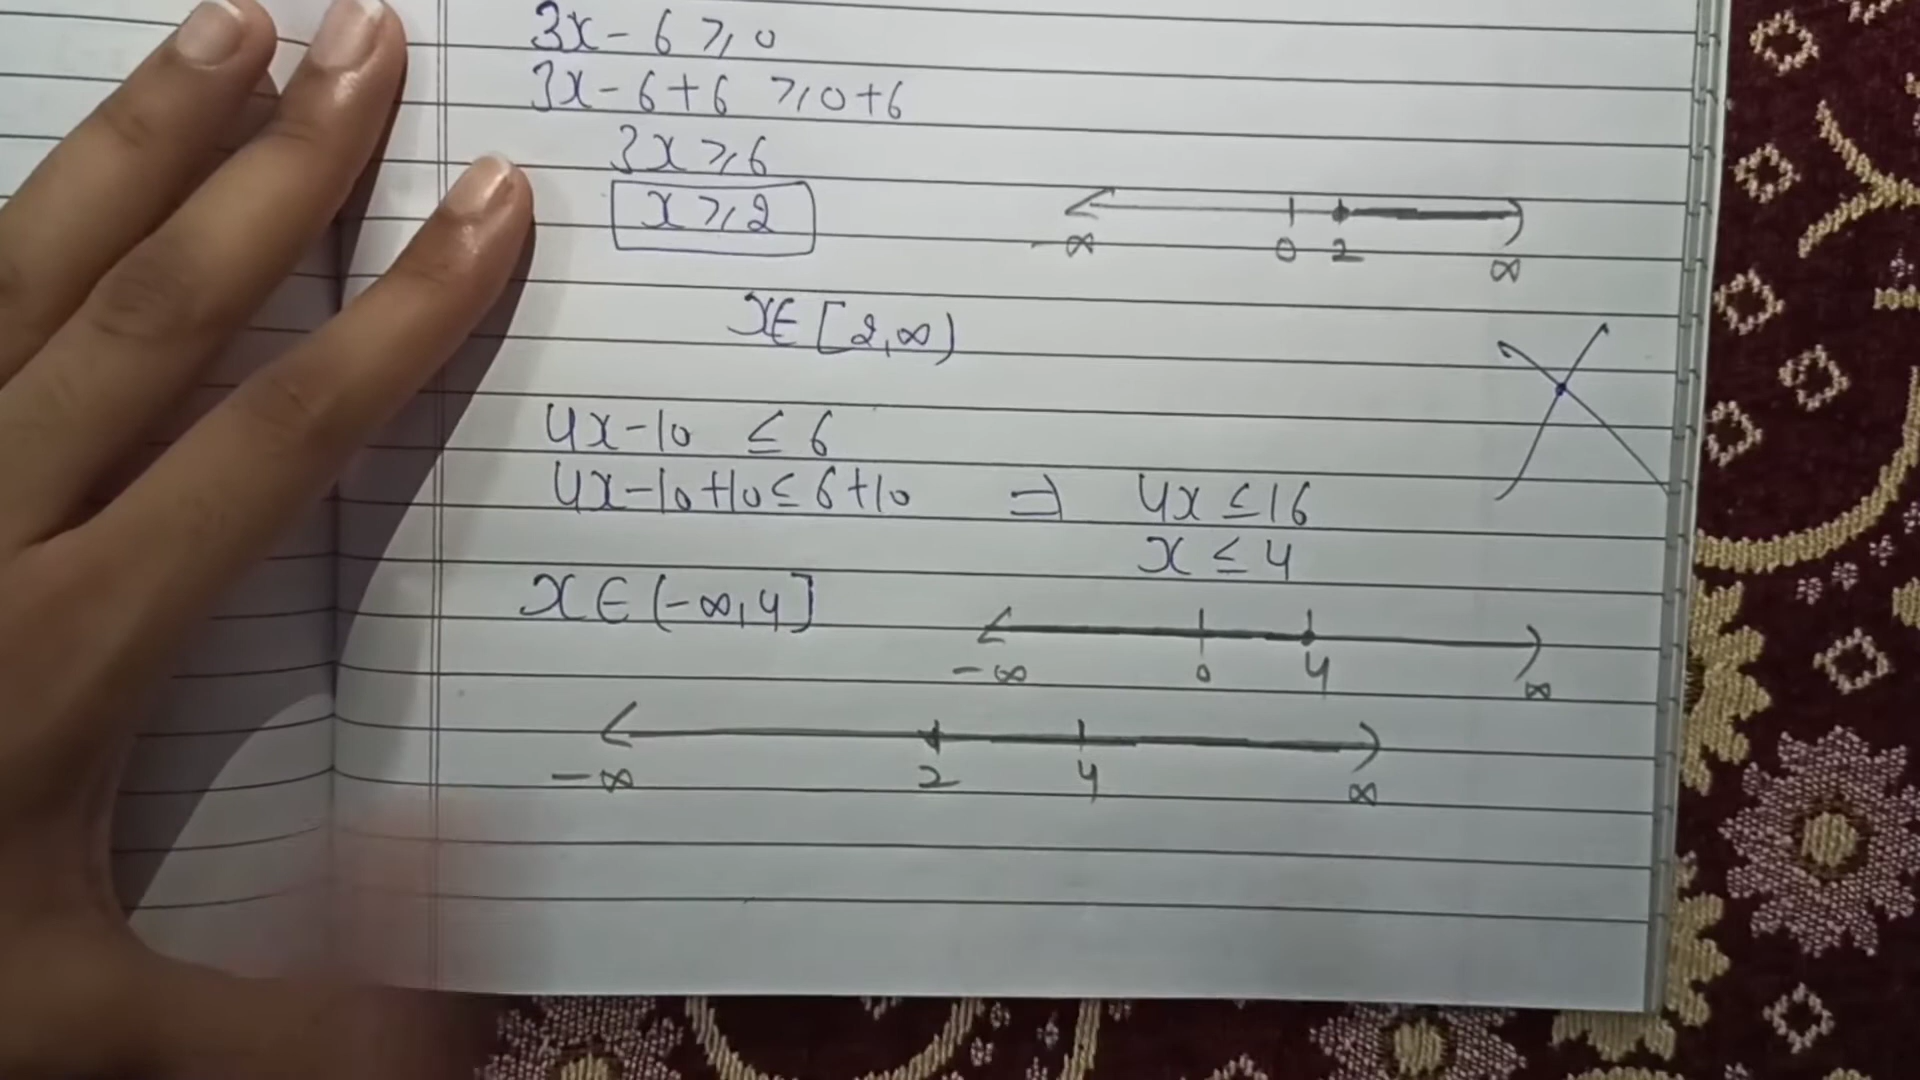 3x - 6 ⩾ 0
3x - 6 + 6 ⩾ 0 + 6
3x ⩾ 6
x ⩾ 2
-∞ 0 2 ∞
x ∈ [2, ∞)
4x - 10 ≤ 6
4x - 10 + 10 ≤ 6 + 10 ⇒ 4x ≤ 16
x ≤ 4
x ∈ (-∞, 4]
-∞ 0 4 ∞
-∞ 2 4 ∞